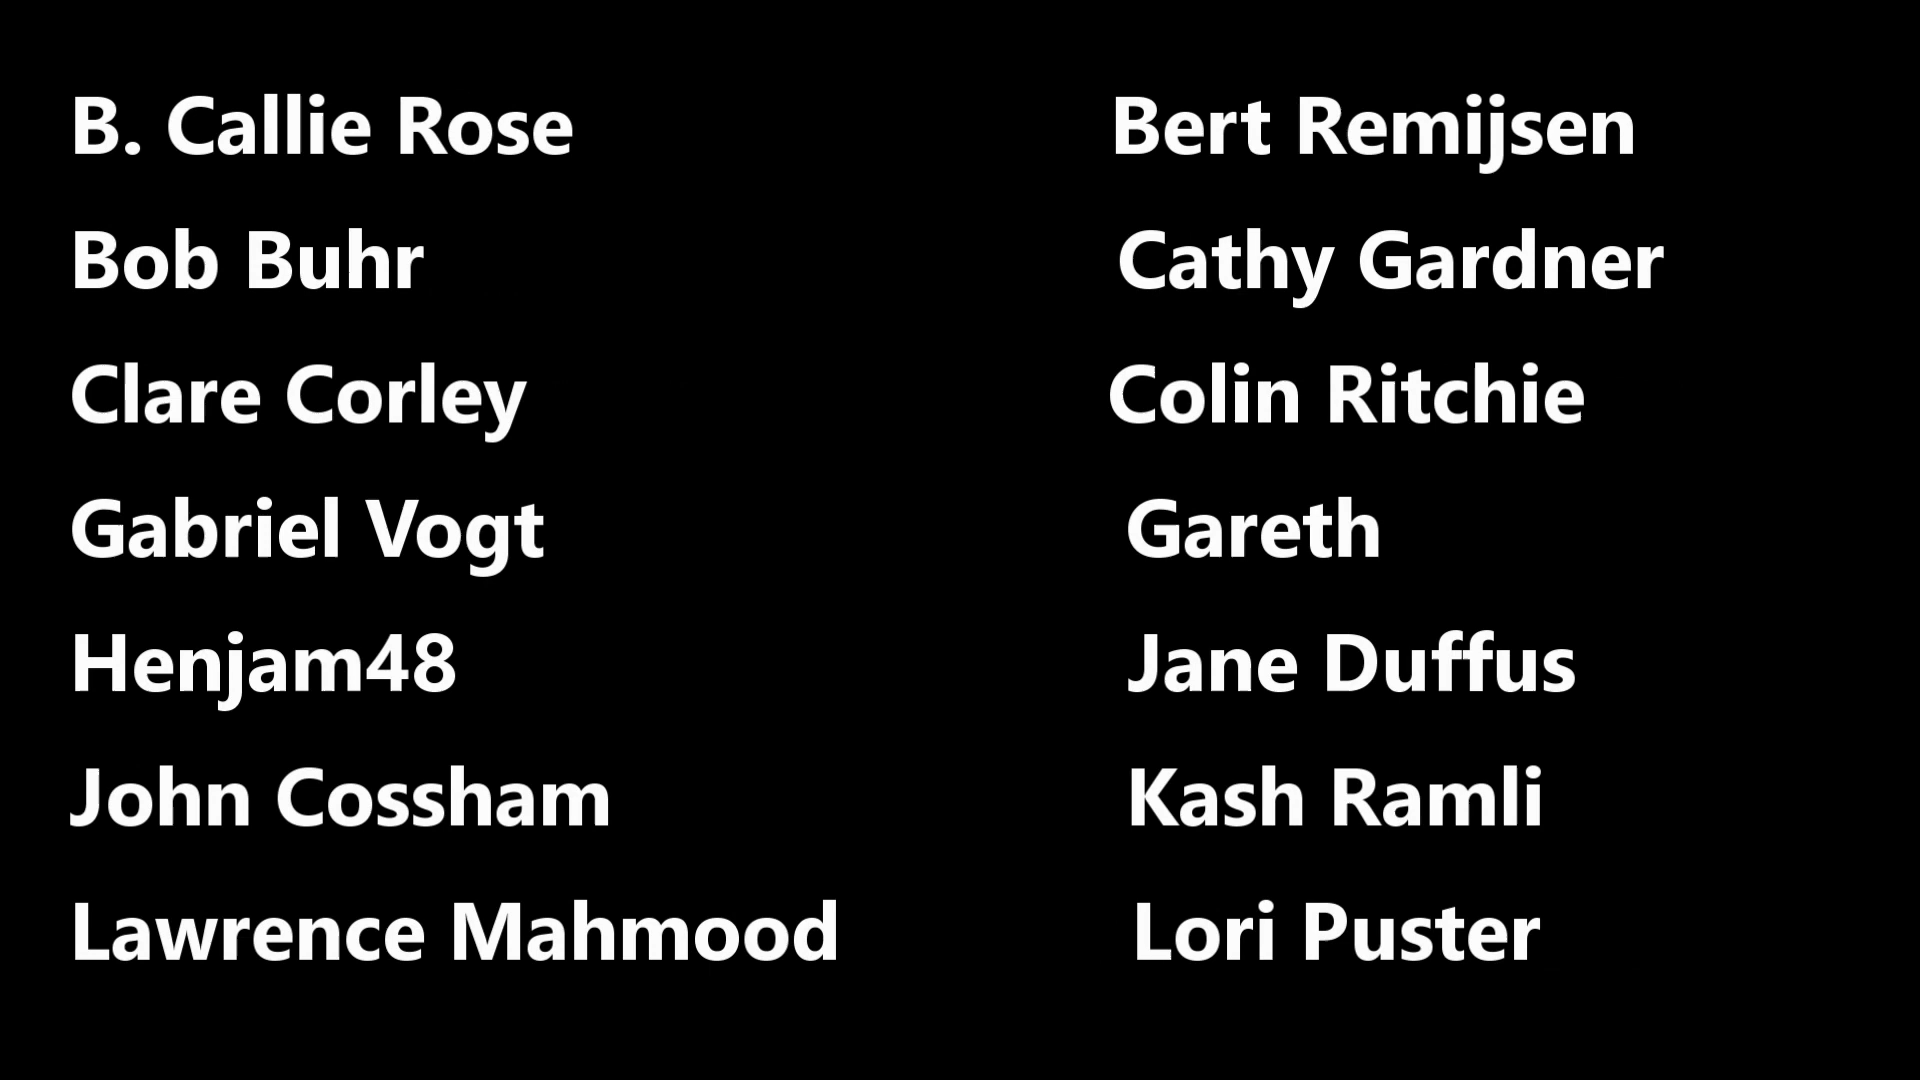 B. Callie Rose
Bert Remijsen
Bob Buhr
Cathy Gardner
Clare Corley
Colin Ritchie
Gabriel Vogt
Gareth
Henjam48
Jane Duffus
John Cossham
Kash Ramli
Lawrence Mahmood
Lori Puster